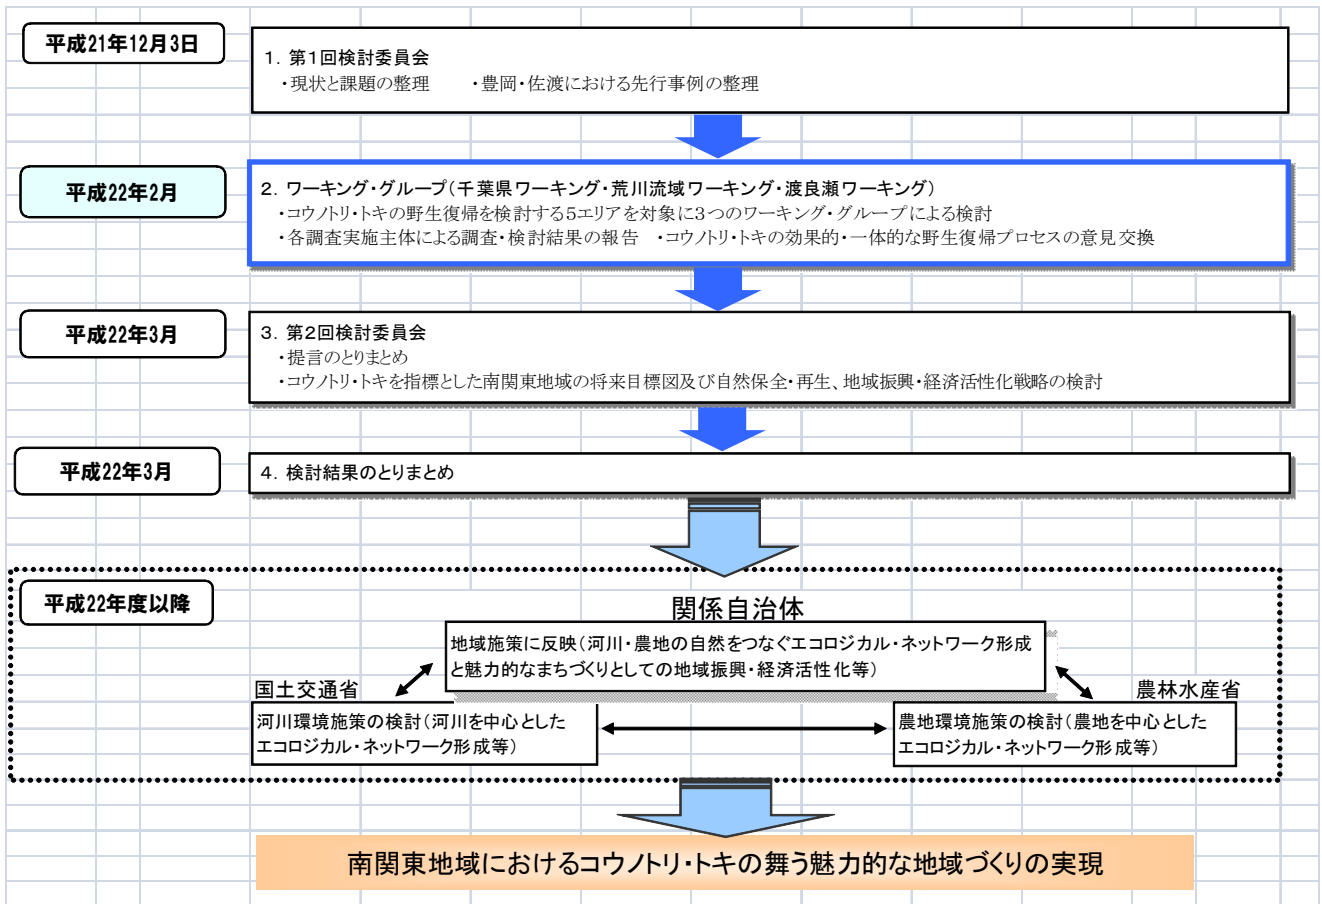 平成21年12月3日
1．第1回検討委員会
・現状と課題の整理　　・豊岡・佐渡における先行事例の整理
平成22年2月
2．ワーキング・グループ（千葉県ワーキング・荒川流域ワーキング・渡良瀬ワーキング）
・コウノトリ・トキの野生復帰を検討する5エリアを対象に3つのワーキング・グループによる検討
・各調査実施主体による調査・検討結果の報告　・コウノトリ・トキの効果的・一体的な野生復帰プロセスの意見交換
平成22年3月
3．第2回検討委員会
・提言のとりまとめ
・コウノトリ・トキを指標とした南関東地域の将来目標図及び自然保全・再生、地域振興・経済活性化戦略の検討
平成22年3月
4．検討結果のとりまとめ
平成22年度以降
関係自治体
地域施策に反映（河川・農地の自然をつなぐエコロジカル・ネットワーク形成
と魅力的なまちづくりとしての地域振興・経済活性化等）
国土交通省
河川環境施策の検討（河川を中心とした
エコロジカル・ネットワーク形成等）
農林水産省
農地環境施策の検討（農地を中心とした
エコロジカル・ネットワーク形成等）
南関東地域におけるコウノトリ・トキの舞う魅力的な地域づくりの実現